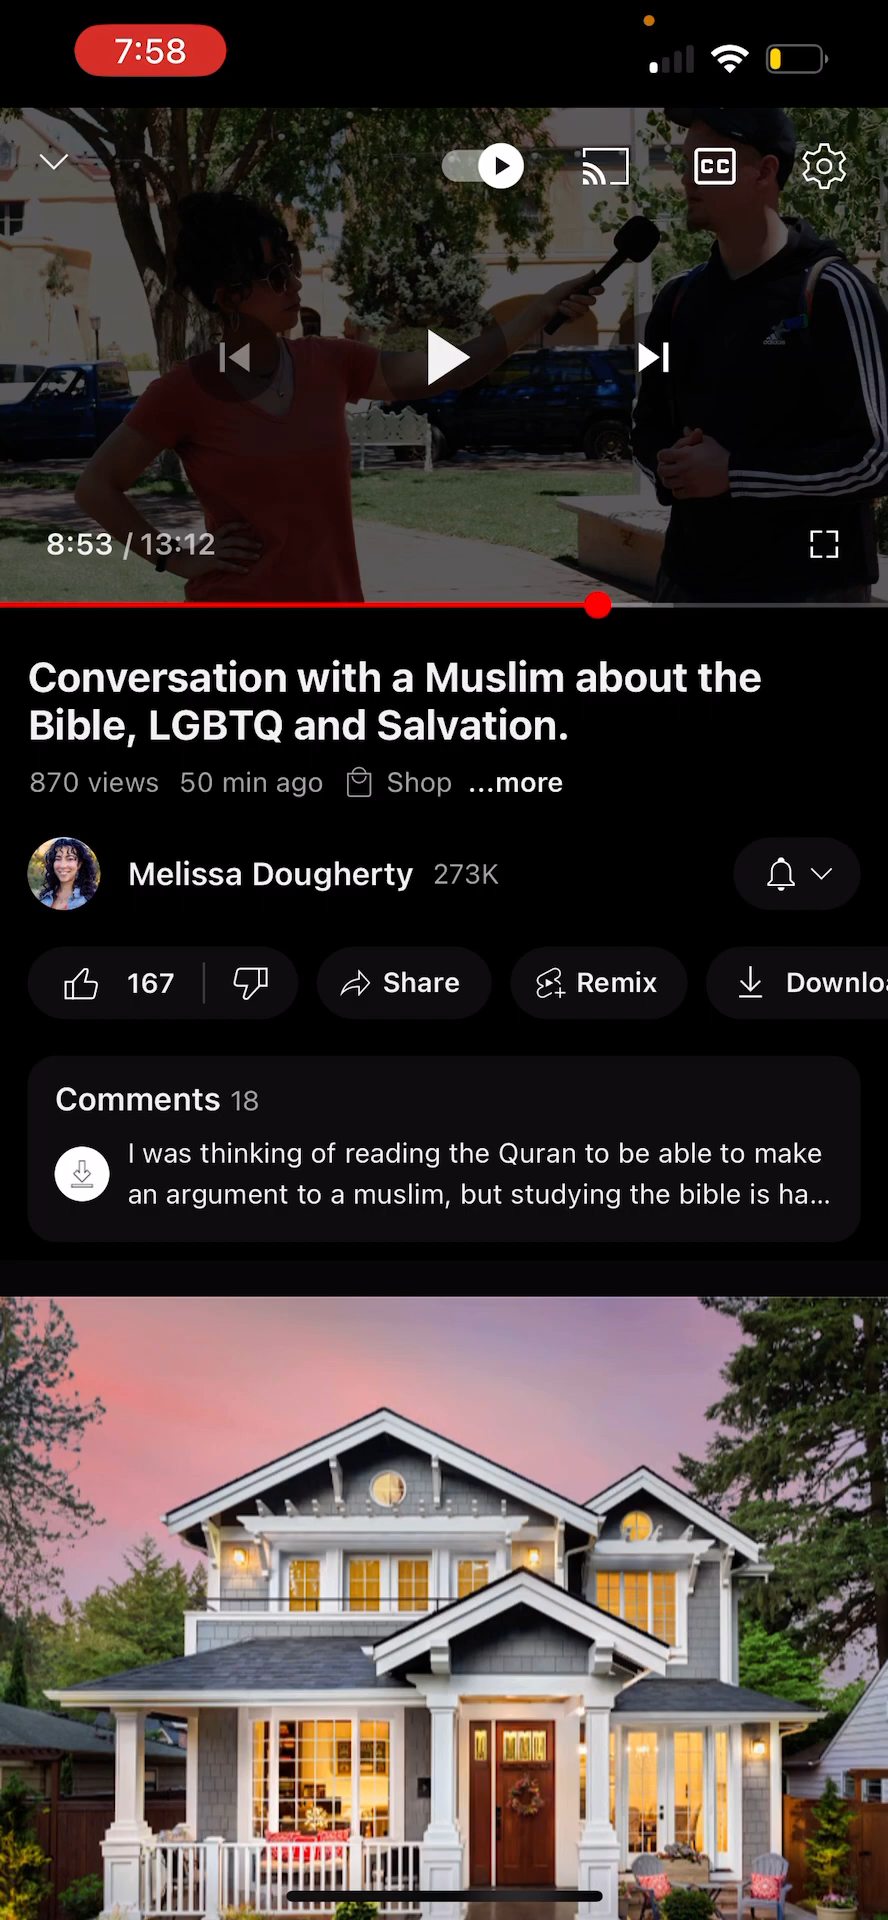 7:58
CC
adidas
8:53 / 13:12
Conversation with a Muslim about the
Bible, LGBTQ and Salvation.
870 views 50 min ago Shop ...more
Melissa Dougherty 273K
167 Share Remix Downlo
Comments 18
I was thinking of reading the Quran to be able to make
an argument to a muslim, but studying the bible is ha...